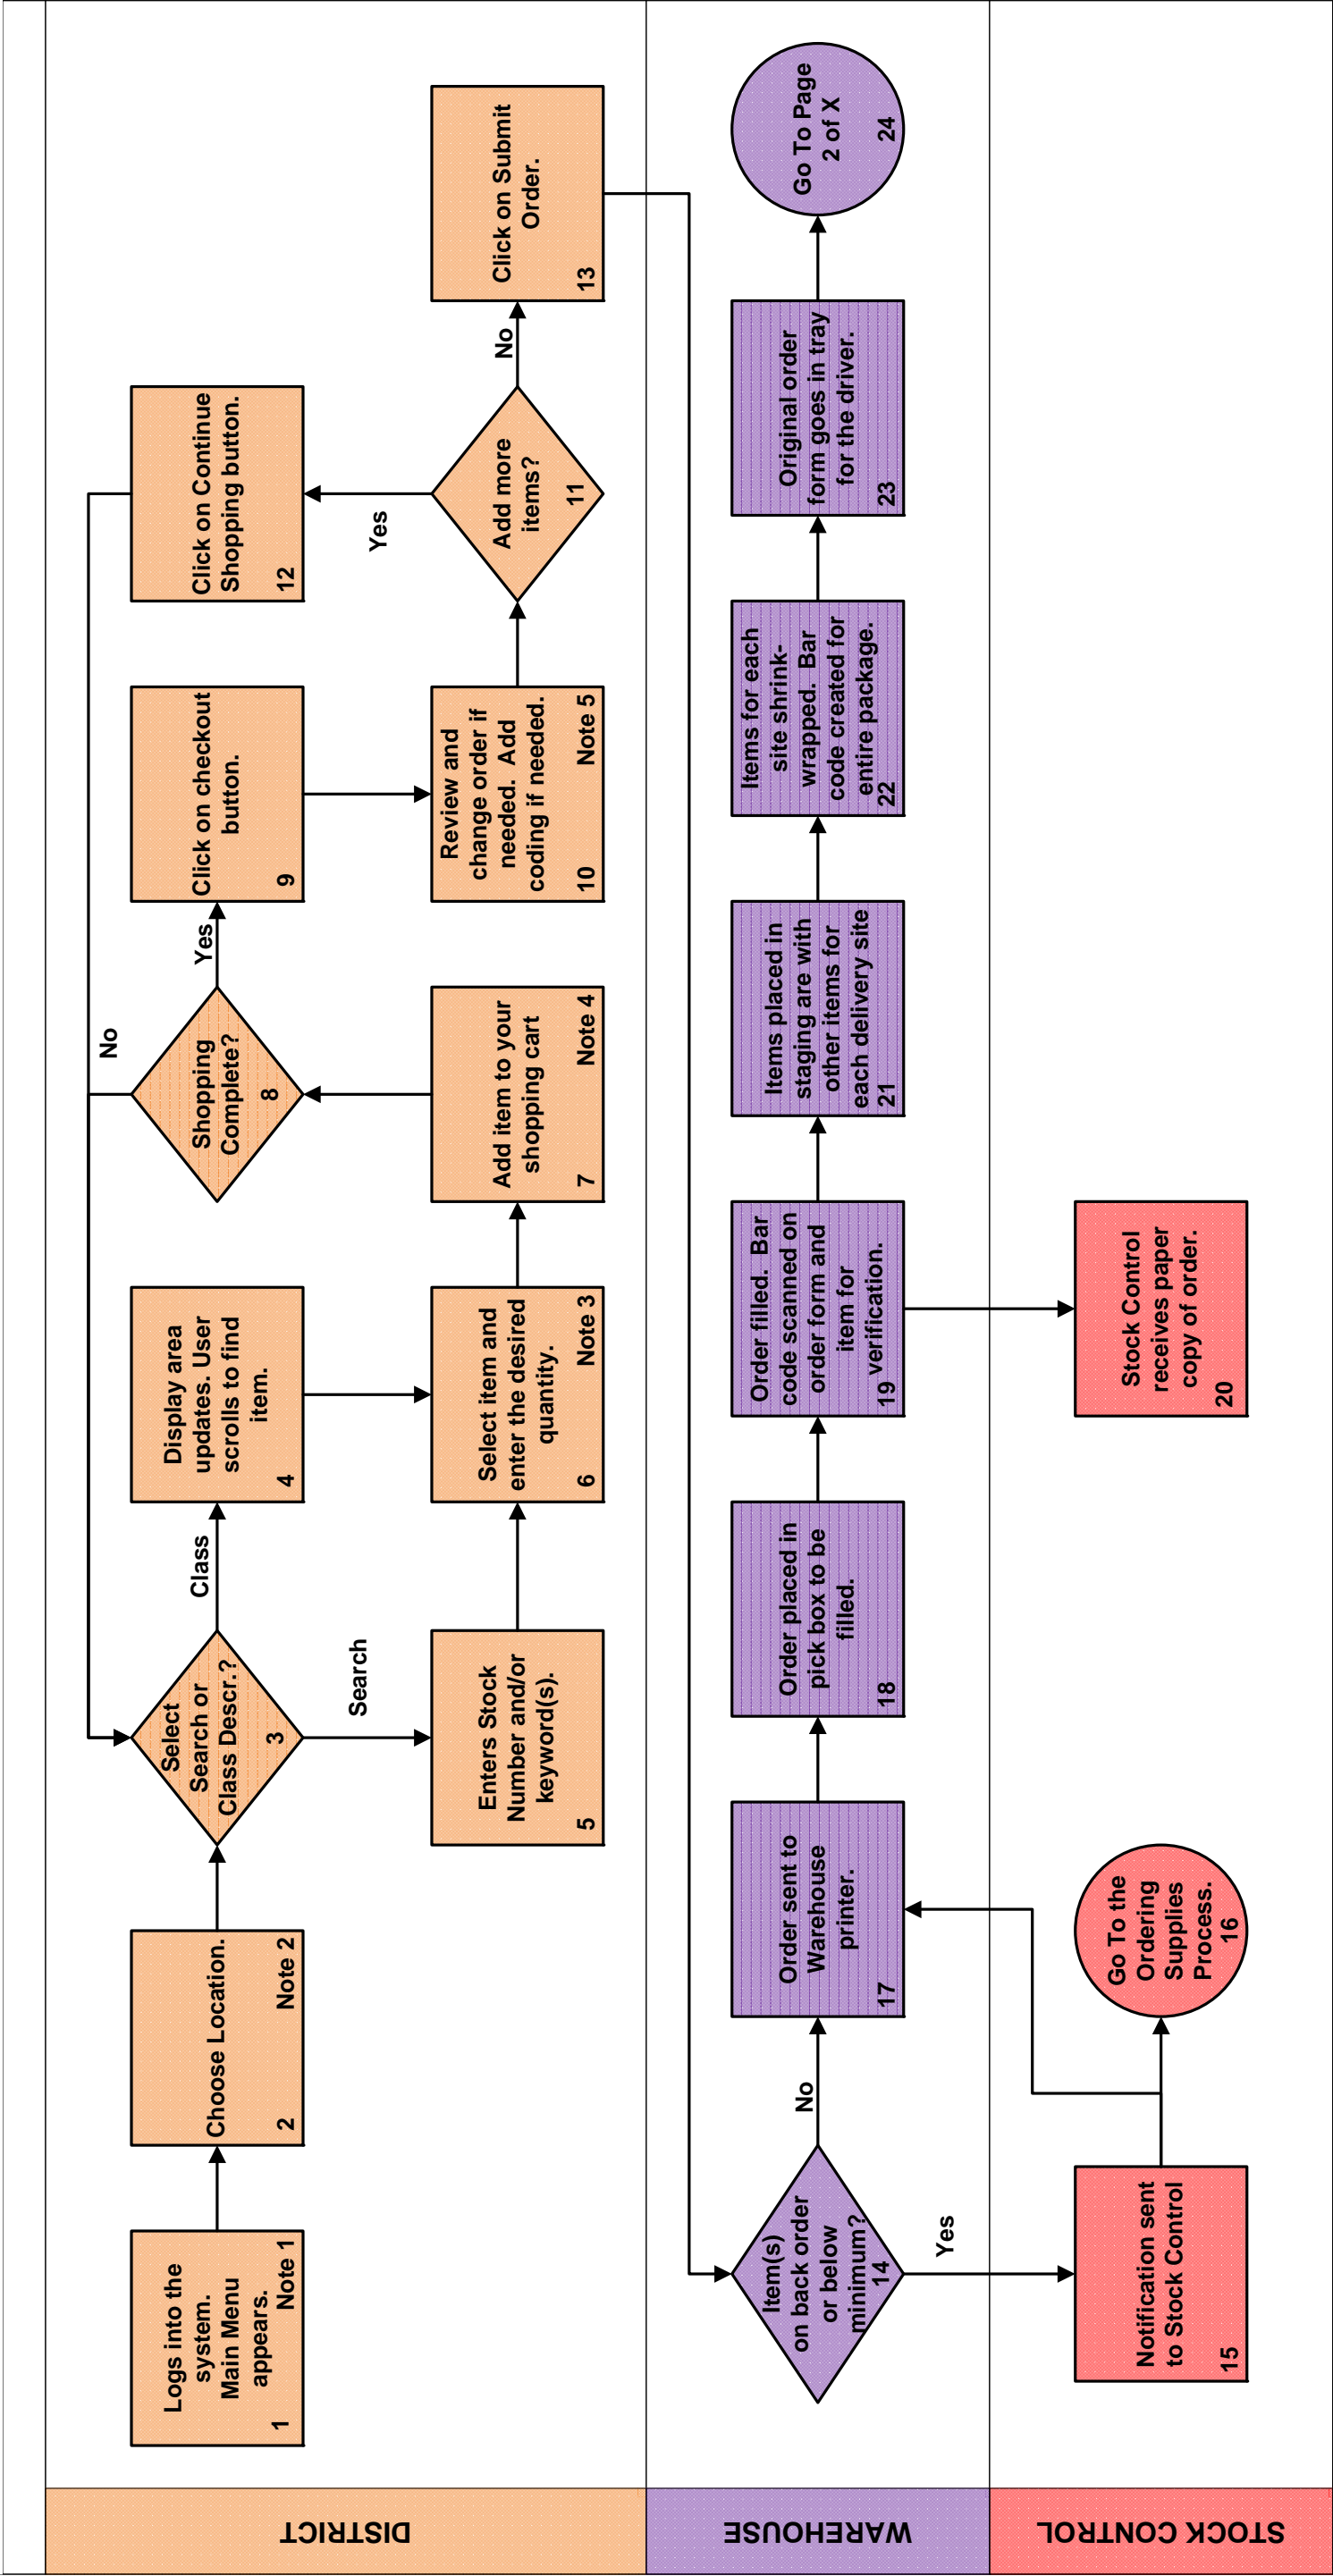 DISTRICT
Logs into the
system.
Main Menu
appears.
1 Note 1
Choose Location.
2 Note 2
Select
Search or
Class Descr.?
3
Class
Search
Display area
updates. User
scrolls to find
item.
4
Enters Stock
Number and/or
keyword(s).
5
Select item and
enter the desired
quantity.
6 Note 3
Add item to your
shopping cart
7 Note 4
Shopping
Complete?
8
No
Yes
Click on checkout
button.
9
Review and
change order if
needed. Add
coding if needed.
10 Note 5
Add more
items?
11
Yes
No
Click on Continue
Shopping button.
12
Click on Submit
Order.
13
WAREHOUSE
Item(s)
on back order
or below
minimum?
14
No
Yes
Order sent to
Warehouse
printer.
17
Order placed in
pick box to be
filled.
18
Order filled. Bar
code scanned on
order form and
item for
verification.
19
Items placed in
staging are with
other items for
each delivery site
21
Items for each
site shrink-
wrapped. Bar
code created for
entire package.
22
Original order
form goes in tray
for the driver.
23
Go To Page
2 of X
24
STOCK CONTROL
Notification sent
to Stock Control
15
Go To the
Ordering
Supplies
Process.
16
Stock Control
receives paper
copy of order.
20